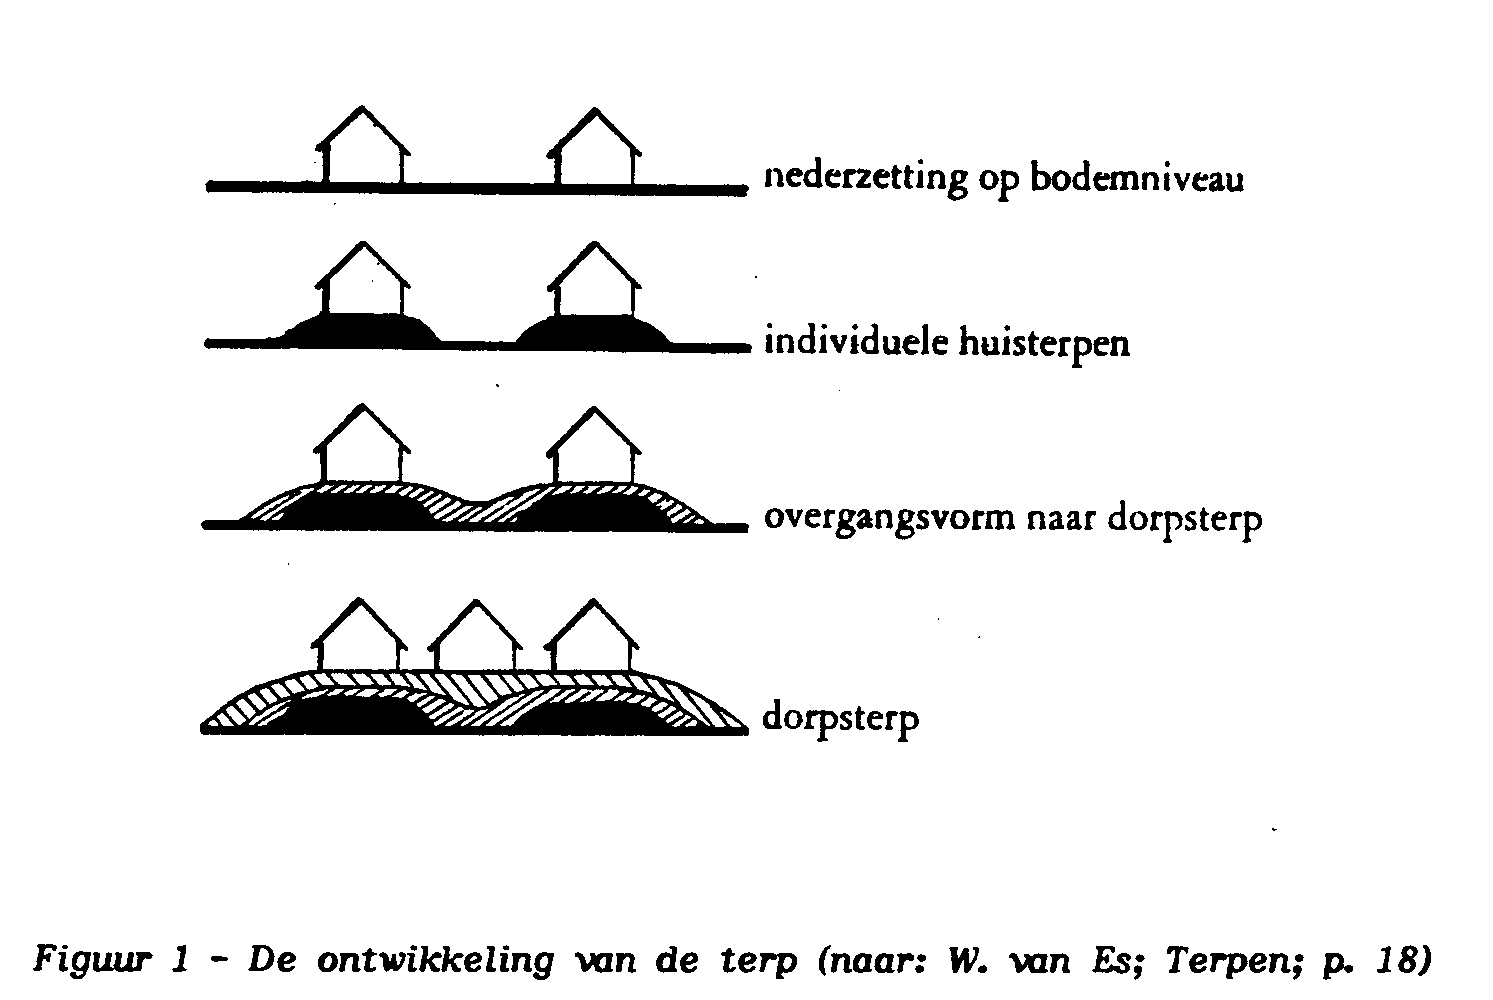 nederzetting op bodemniveau
individuele huisterpen
overgangsvorm naar dorpsterp
dorpsterp
Figuur 1 - De ontwikkeling van de terp (naar: W. van Es; Terpen; p. 18)